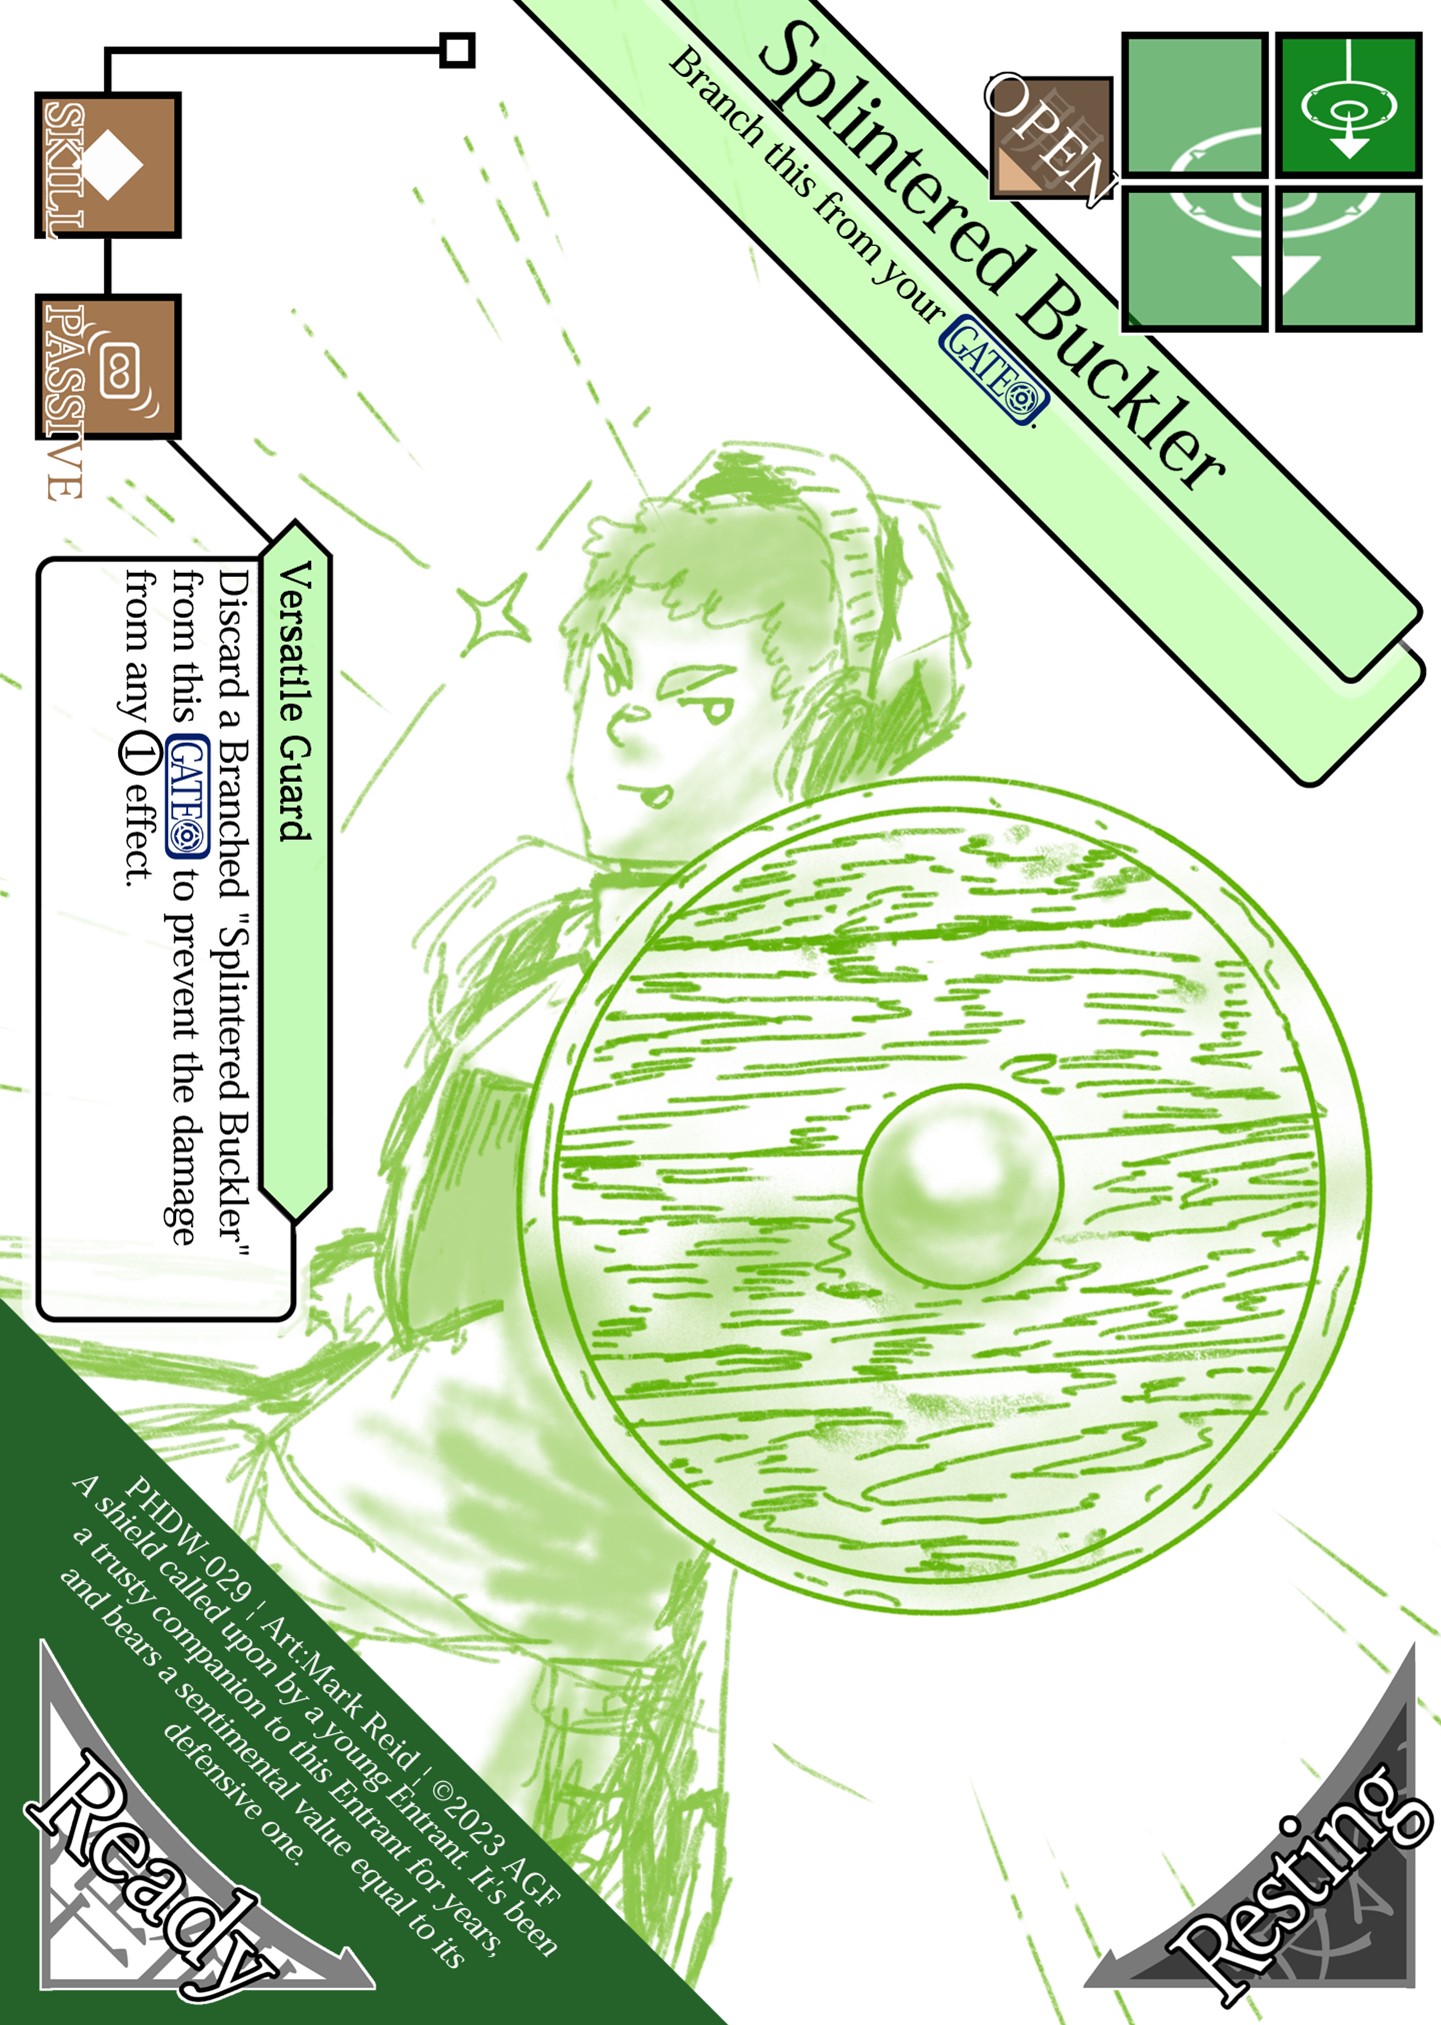 Splintered Buckler
Branch this from your GATE.
OPEN
開
SKILL
PASSIVE
Versatile Guard
Discard a Branched "Splintered Buckler"
from this GATE to prevent the damage
from any 1 effect.
PHDW-029 ¦ Art:Mark Reid ¦ ©2023 AGF
A shield called upon by a young Entrant. It's been
a trusty companion to this Entrant for years,
and bears a sentimental value equal to its
defensive one.
Ready
Resting